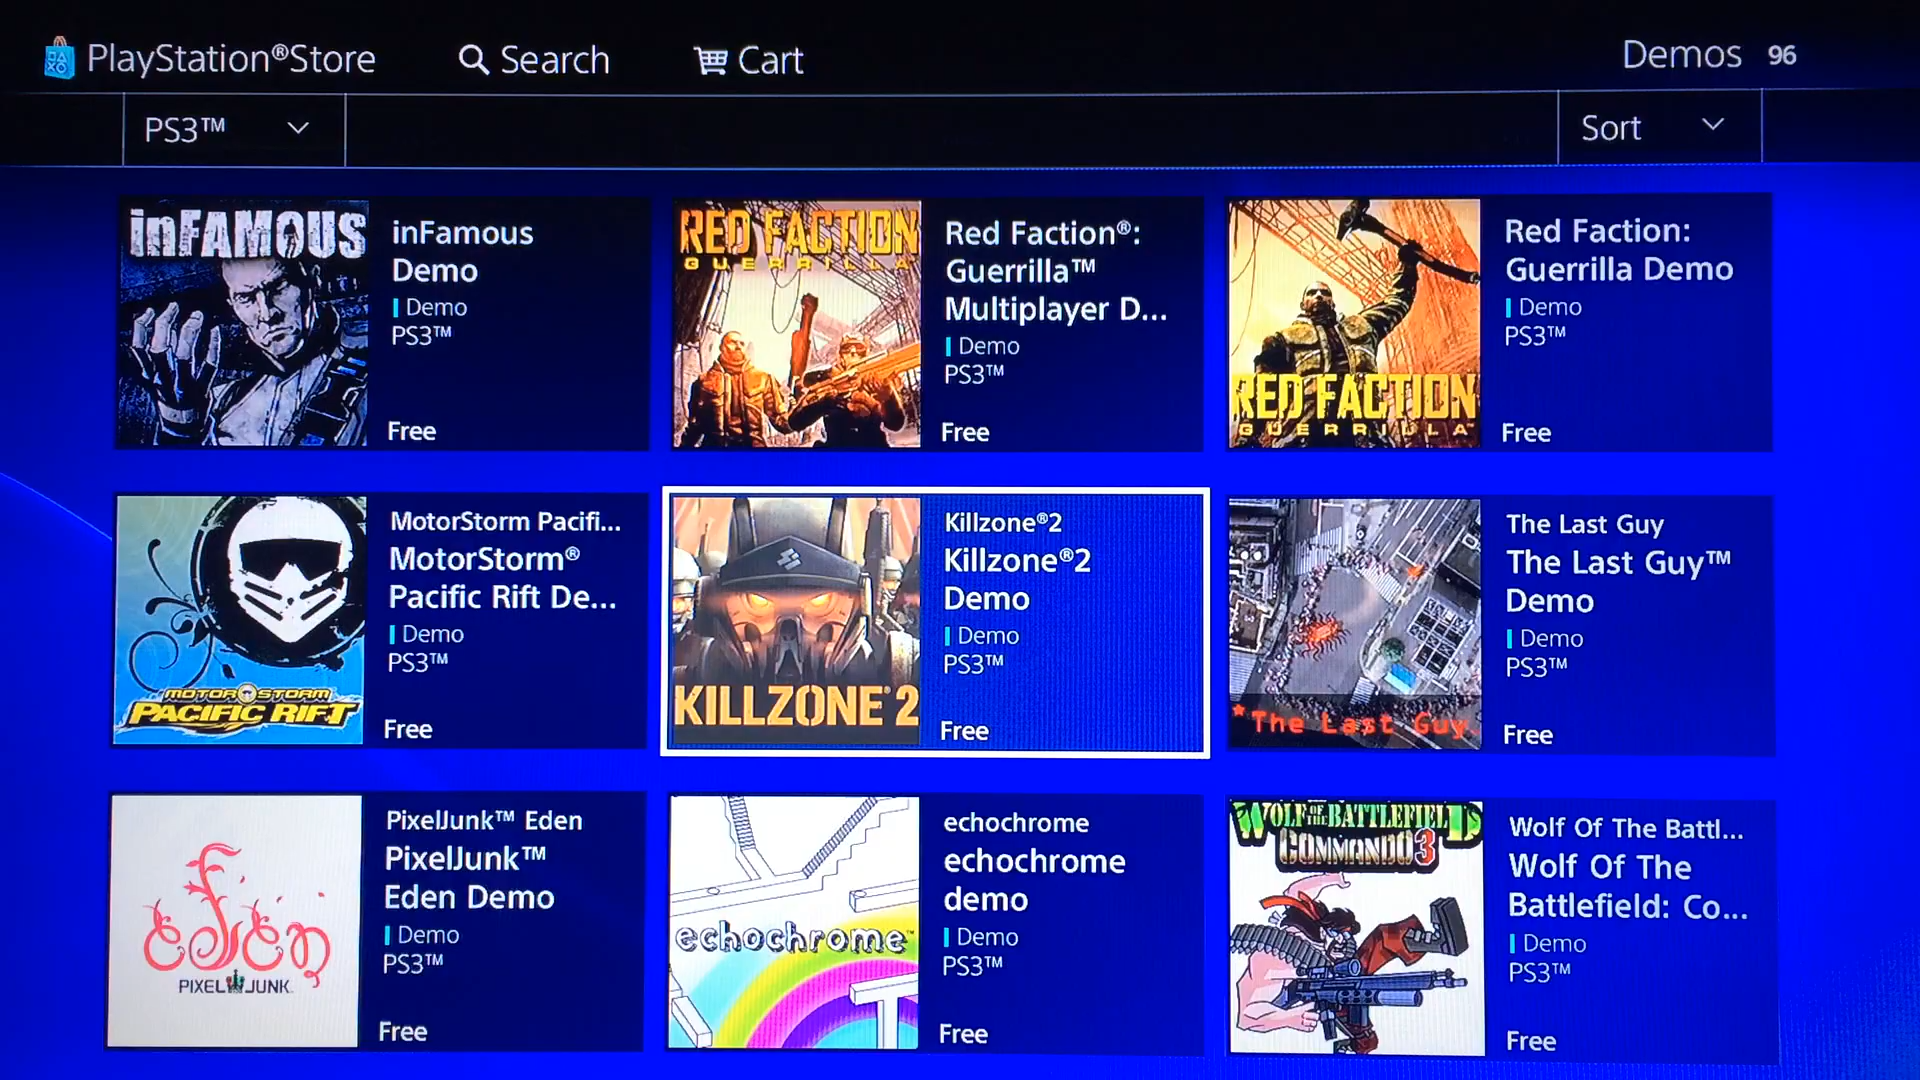 PlayStation®Store
Search
Cart
Demos 96
PS3™
Sort
inFAMOUS
inFamous
Demo
Demo
PS3™
Free
RED FACTION
GUERRILLA
Red Faction®:
Guerrilla™
Multiplayer D...
Demo
PS3™
Free
RED FACTION
GUERRILLA
Red Faction:
Guerrilla Demo
Demo
PS3™
Free
MOTORSTORM
PACIFIC RIFT
MotorStorm Pacifi...
MotorStorm®
Pacific Rift De...
Demo
PS3™
Free
KILLZONE 2
Killzone®2
Killzone®2
Demo
Demo
PS3™
Free
The Last Guy
The Last Guy
The Last Guy™
Demo
Demo
PS3™
Free
eden
PIXELJUNK
PixelJunk™ Eden
PixelJunk™
Eden Demo
Demo
PS3™
Free
echochrome™
echochrome
echochrome
demo
Demo
PS3™
Free
WOLF OF THE BATTLEFIELD
COMMANDO 3
Wolf Of The Battl...
Wolf Of The
Battlefield: Co...
Demo
PS3™
Free